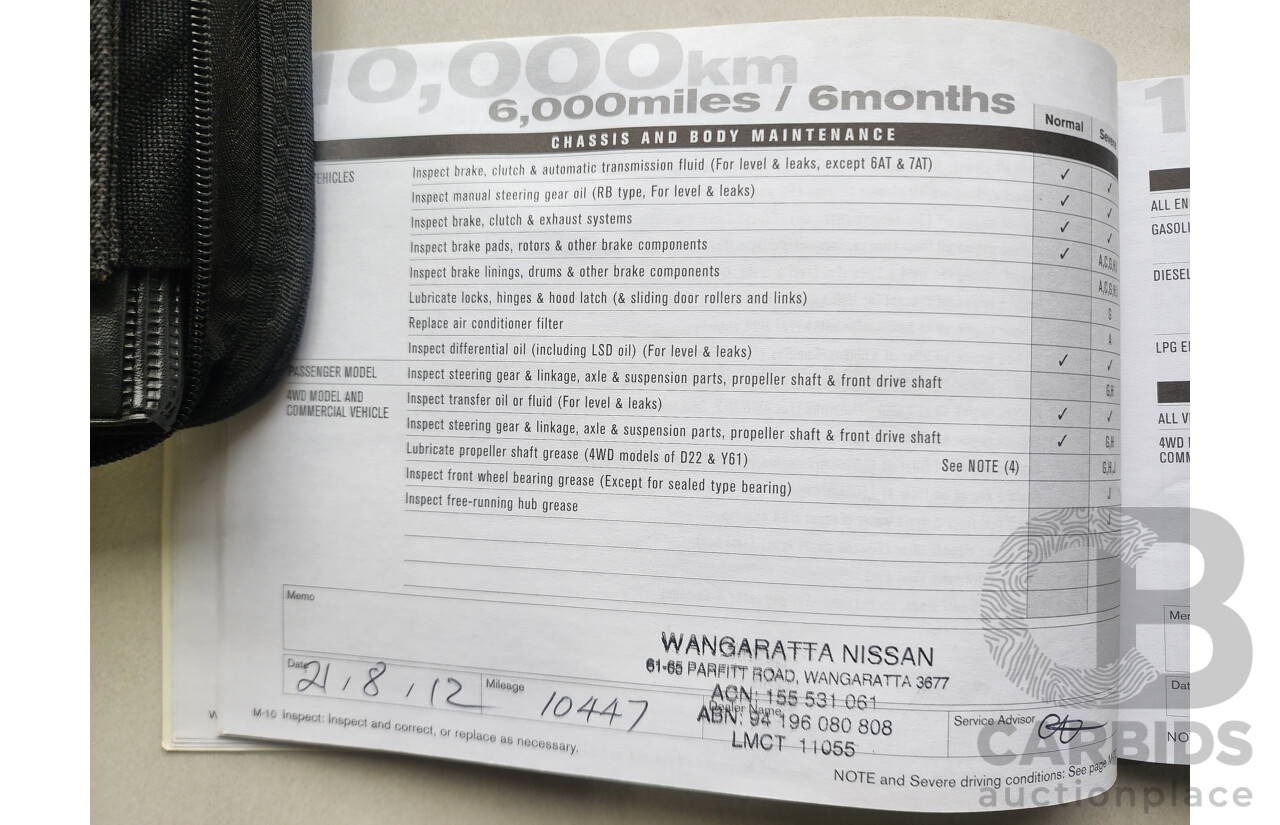 10,000km
6,000miles / 6months
CHASSIS AND BODY MAINTENANCE
Normal
VEHICLES
Inspect brake, clutch & automatic transmission fluid (For level & leaks, except 6AT & 7AT) ✓ ✓
Inspect manual steering gear oil (RB type, For level & leaks) ✓ ✓
Inspect brake, clutch & exhaust systems ✓ ✓
Inspect brake pads, rotors & other brake components ✓ A,C,G,H
Inspect brake linings, drums & other brake components A,C,G,H
Lubricate locks, hinges & hood latch (& sliding door rollers and links) G
Replace air conditioner filter A
Inspect differential oil (including LSD oil) (For level & leaks) ✓ ✓
PASSENGER MODEL Inspect steering gear & linkage, axle & suspension parts, propeller shaft & front drive shaft G,H
4WD MODEL AND
COMMERCIAL VEHICLE
Inspect transfer oil or fluid (For level & leaks) ✓ ✓
Inspect steering gear & linkage, axle & suspension parts, propeller shaft & front drive shaft ✓ G,H
Lubricate propeller shaft grease (4WD models of D22 & Y61) See NOTE (4) G,H,J
Inspect front wheel bearing grease (Except for sealed type bearing) J
Inspect free-running hub grease J
Memo
WANGARATTA NISSAN
61-65 PARFITT ROAD, WANGARATTA 3677
ACN: 155 531 061
ABN: 94 196 080 808
LMCT 11055
Date 21/8/12
Mileage 10447
Dealer Name
Service Advisor
M-10 Inspect: Inspect and correct, or replace as necessary.
NOTE and Severe driving conditions: See page
ALL EN
GASOLI
DIESEL
LPG E
ALL V
4WD
COMM
Mer
Dat
NO
CARBIDS
auctionplace